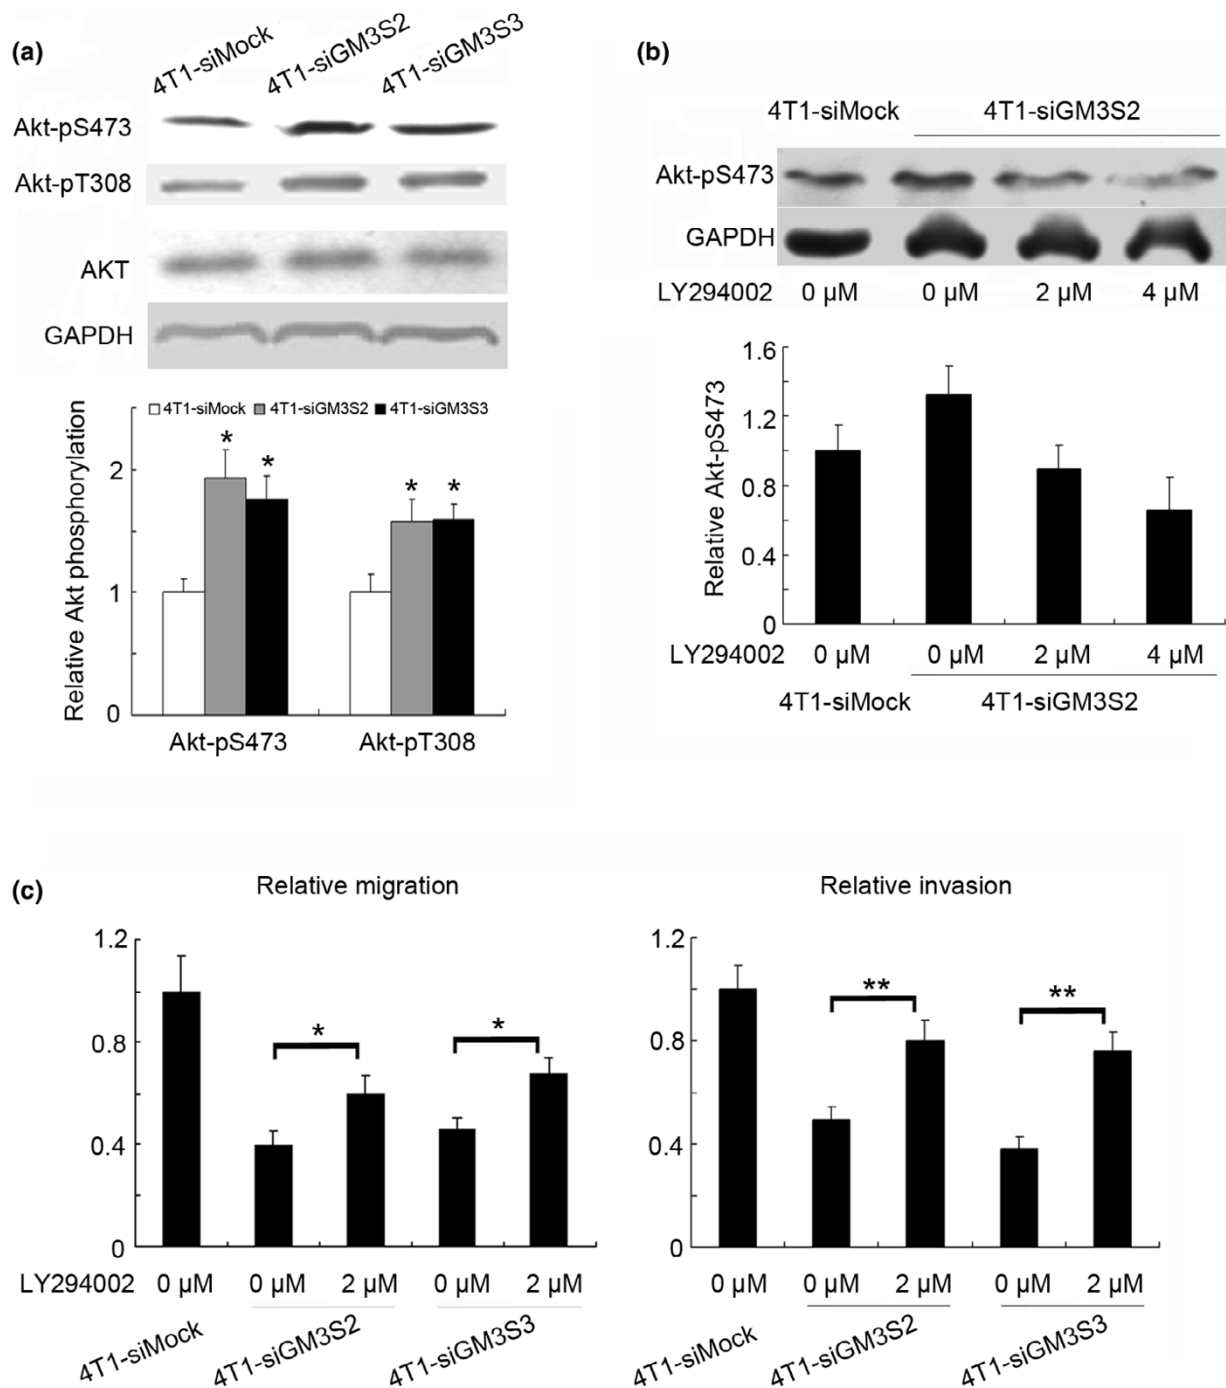 (a)
4T1-siMock 4T1-siGM3S2 4T1-siGM3S3
Akt-pS473
Akt-pT308
AKT
GAPDH
4T1-siMock 4T1-siGM3S2 4T1-siGM3S3
Relative Akt phosphorylation
2
1
0
* * * *
Akt-pS473 Akt-pT308
(b)
4T1-siMock 4T1-siGM3S2
Akt-pS473
GAPDH
LY294002 0 µM 0 µM 2 µM 4 µM
Relative Akt-pS473
1.6
1.2
0.8
0.4
0
LY294002 0 µM 0 µM 2 µM 4 µM
4T1-siMock 4T1-siGM3S2
(c)
Relative migration
1.2
0.8
0.4
0
* *
LY294002 0 µM 0 µM 2 µM 0 µM 2 µM
4T1-siMock 4T1-siGM3S2 4T1-siGM3S3
Relative invasion
1.2
0.8
0.4
0
** **
0 µM 0 µM 2 µM 0 µM 2 µM
4T1-siMock 4T1-siGM3S2 4T1-siGM3S3